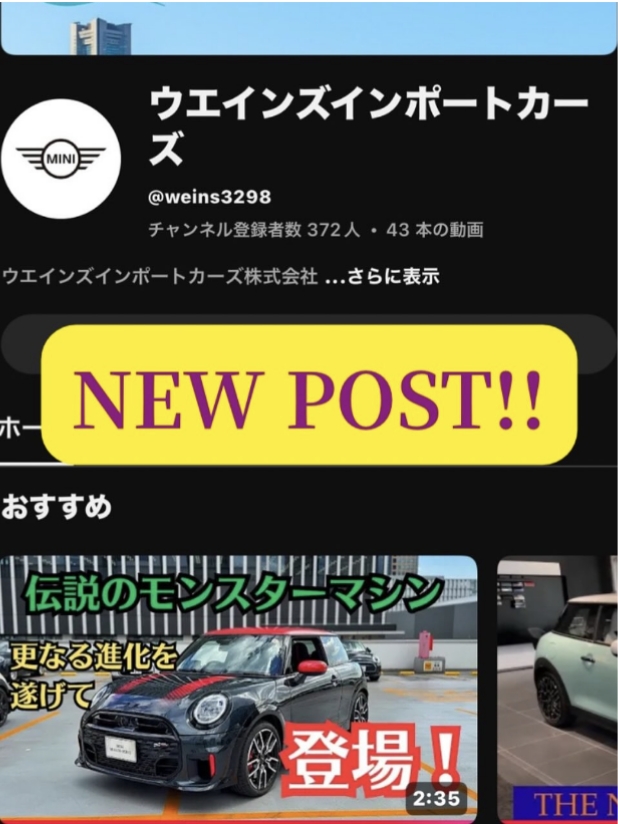 MINI
ウエインズインポートカー
ズ
@weins3298
チャンネル登録者数 372人 • 43 本の動画
ウエインズインポートカーズ株式会社 ...さらに表示
NEW POST!!
ホー
おすすめ
伝説のモンスターマシン
更なる進化を
遂げて
登場！
2:35
THE N